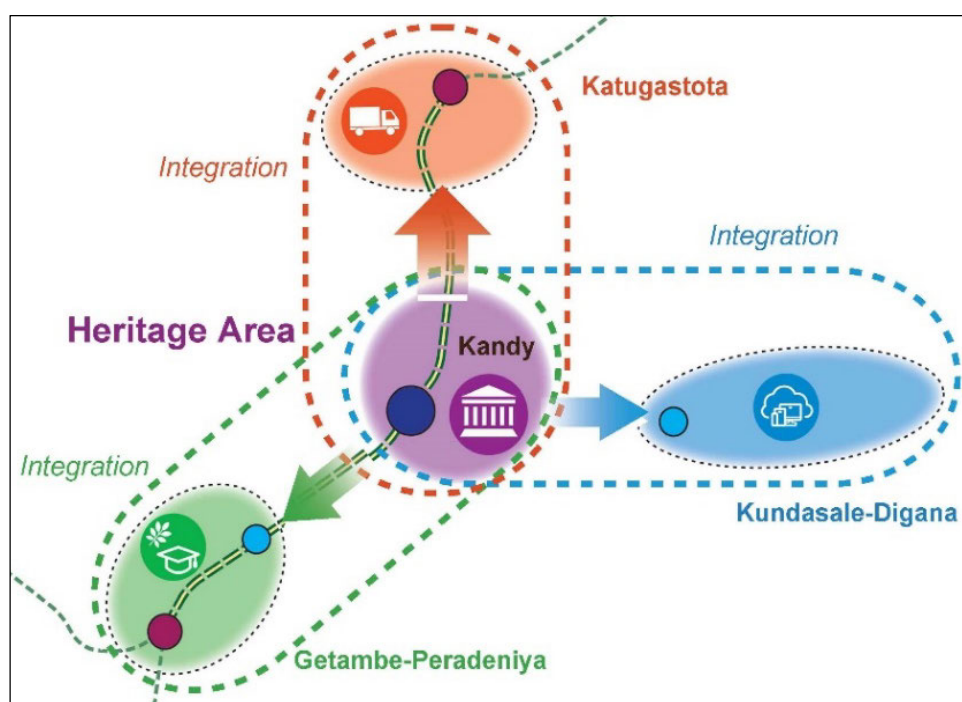 Katugastota
Integration
Integration
Heritage Area
Kandy
Integration
Kundasale-Digana
Getambe-Peradeniya